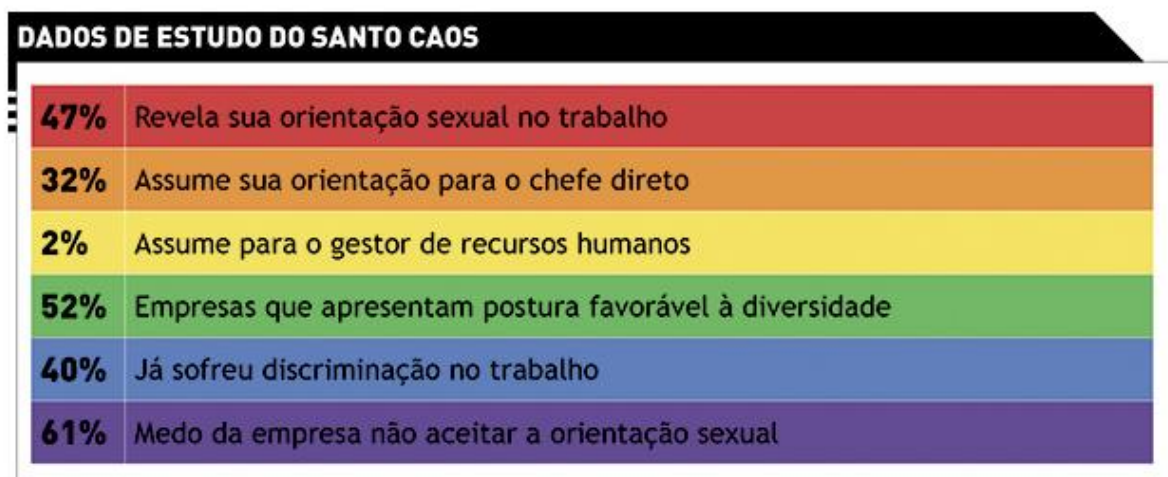 DADOS DE ESTUDO DO SANTO CAOS
47% Revela sua orientação sexual no trabalho
32% Assume sua orientação para o chefe direto
2% Assume para o gestor de recursos humanos
52% Empresas que apresentam postura favorável à diversidade
40% Já sofreu discriminação no trabalho
61% Medo da empresa não aceitar a orientação sexual